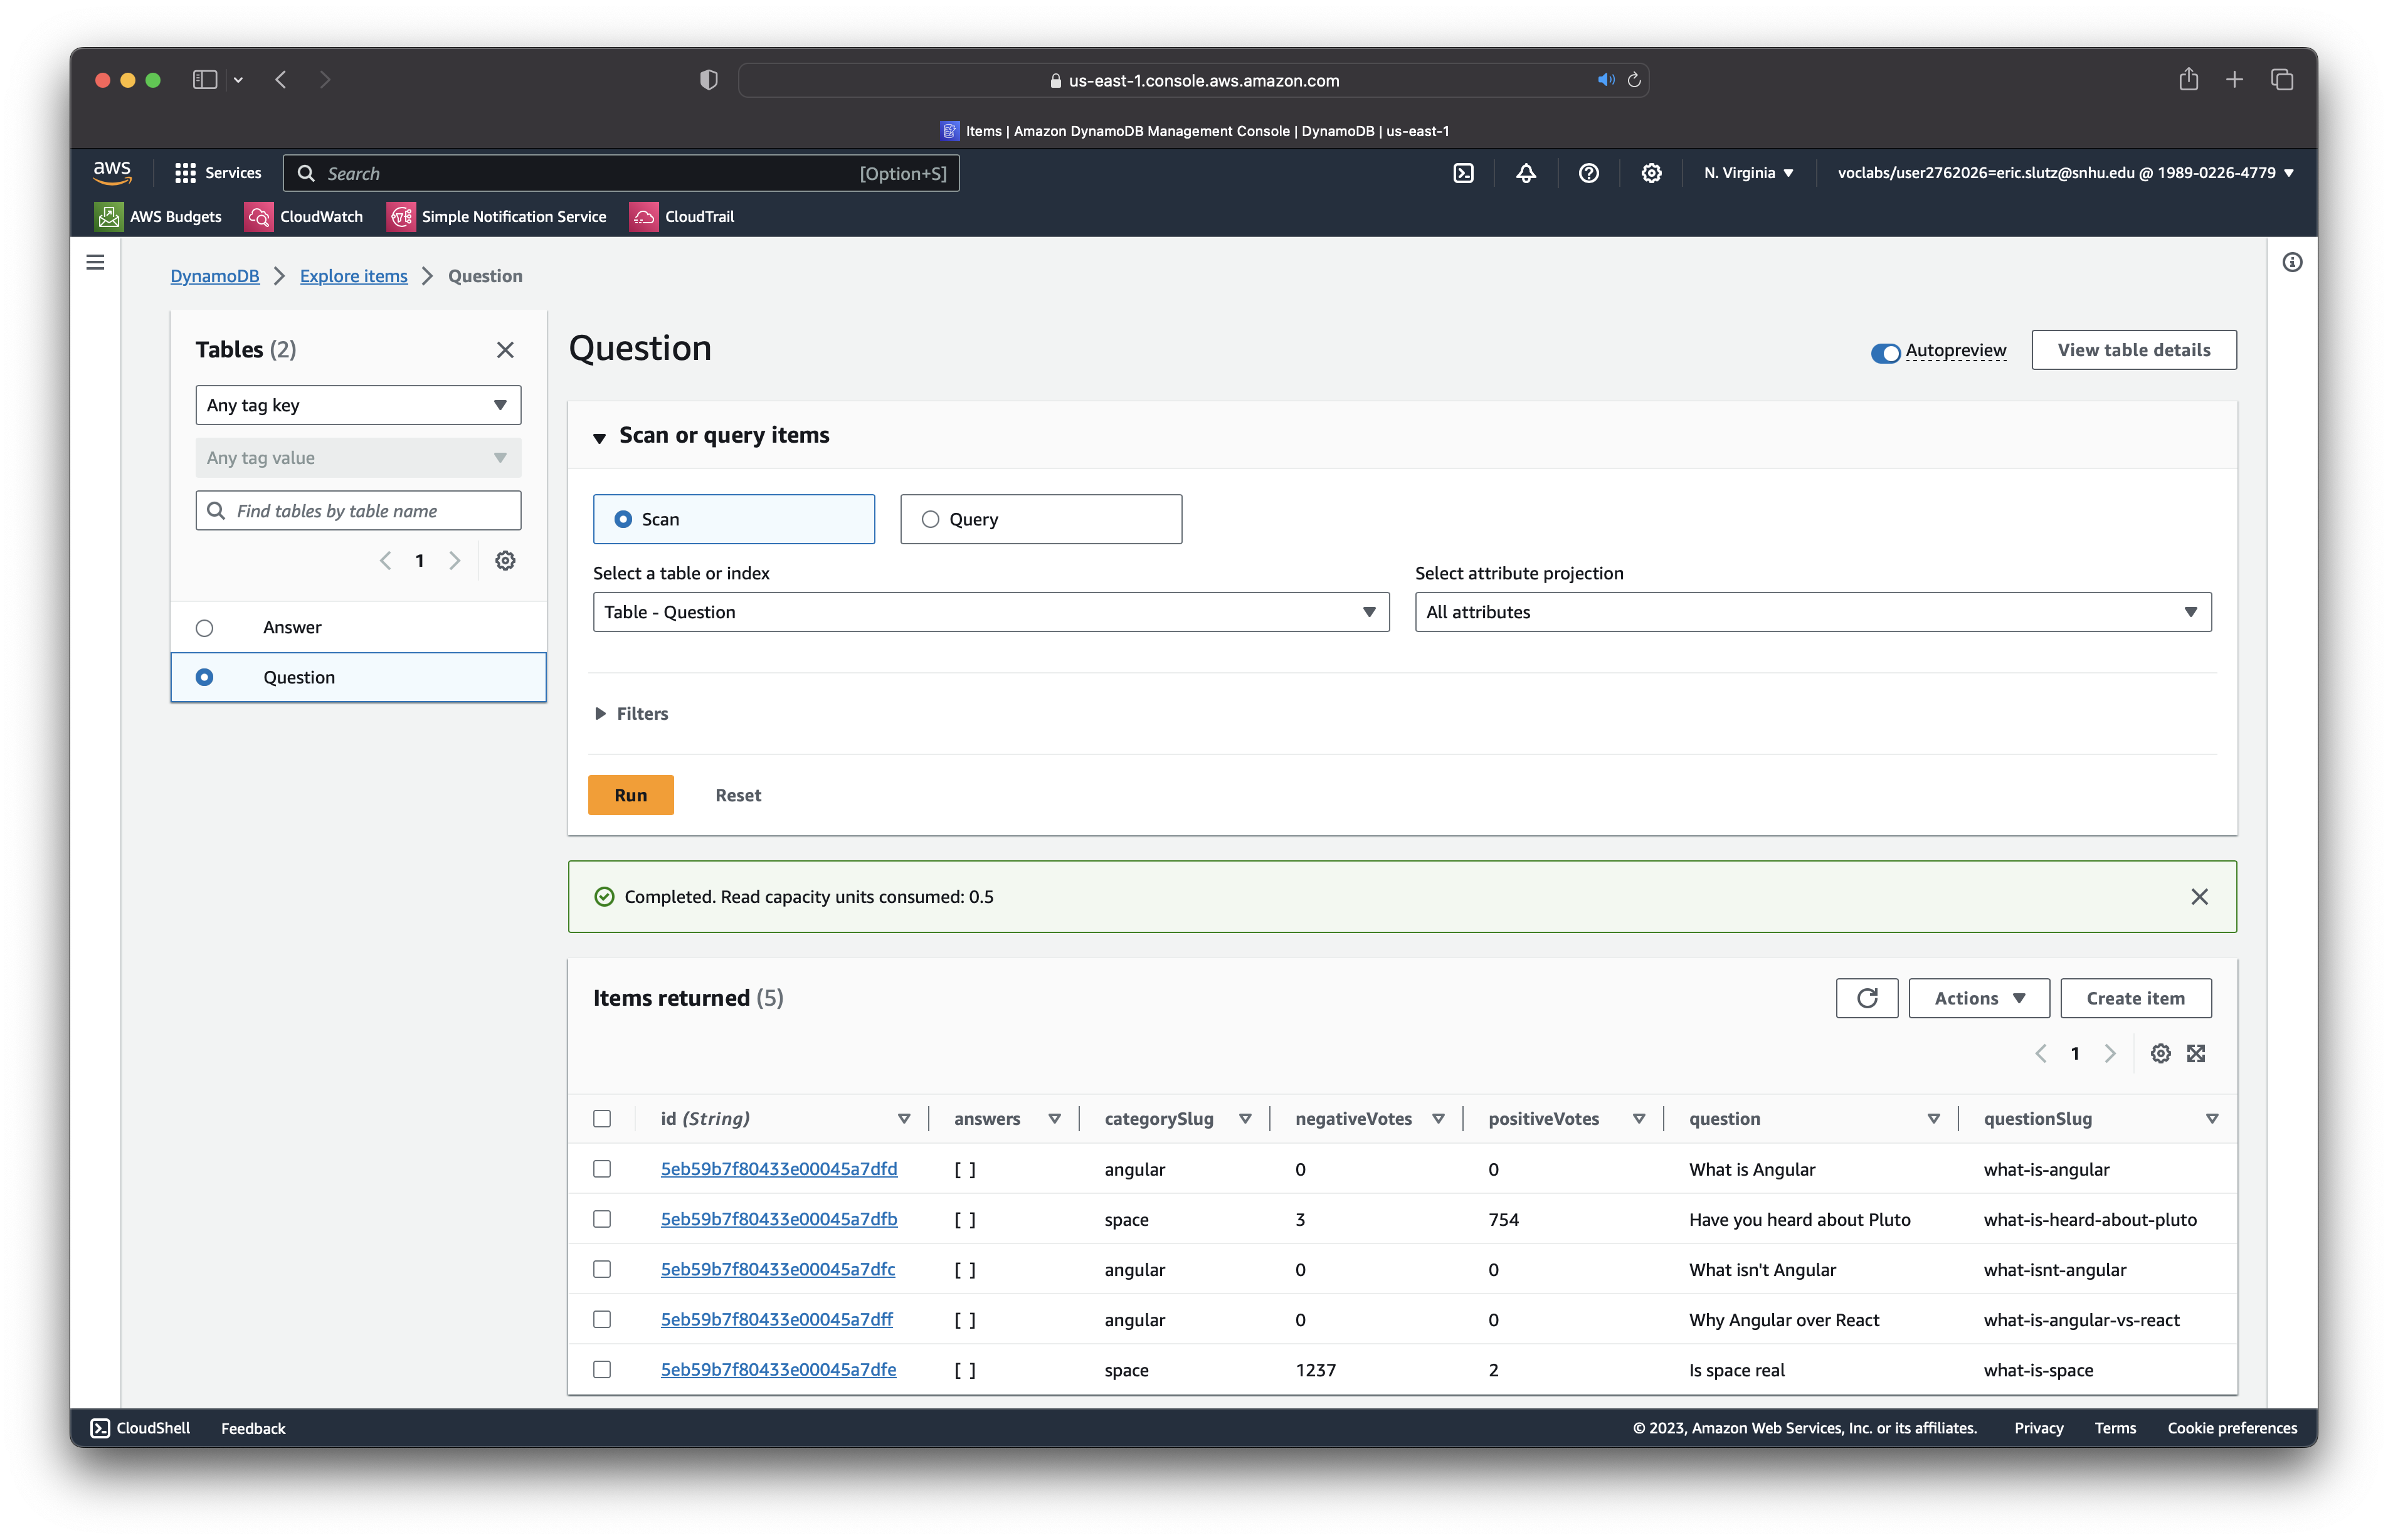 us-east-1.console.aws.amazon.com
Items | Amazon DynamoDB Management Console | DynamoDB | us-east-1
aws Services Search [Option+S] N. Virginia voclabs/user2762026=eric.slutz@snhu.edu @ 1989-0226-4779
AWS Budgets CloudWatch Simple Notification Service CloudTrail
DynamoDB Explore items Question
Tables (2)
Any tag key
Any tag value
Find tables by table name
1
Answer
Question
Question
Autopreview View table details
Scan or query items
Scan Query
Select a table or index Select attribute projection
Table - Question All attributes
Filters
Run Reset
Completed. Read capacity units consumed: 0.5
Items returned (5) Actions Create item
1
id (String) answers categorySlug negativeVotes positiveVotes question questionSlug
5eb59b7f80433e00045a7dfd [ ] angular 0 0 What is Angular what-is-angular
5eb59b7f80433e00045a7dfb [ ] space 3 754 Have you heard about Pluto what-is-heard-about-pluto
5eb59b7f80433e00045a7dfc [ ] angular 0 0 What isn't Angular what-isnt-angular
5eb59b7f80433e00045a7dff [ ] angular 0 0 Why Angular over React what-is-angular-vs-react
5eb59b7f80433e00045a7dfe [ ] space 1237 2 Is space real what-is-space
CloudShell Feedback © 2023, Amazon Web Services, Inc. or its affiliates. Privacy Terms Cookie preferences